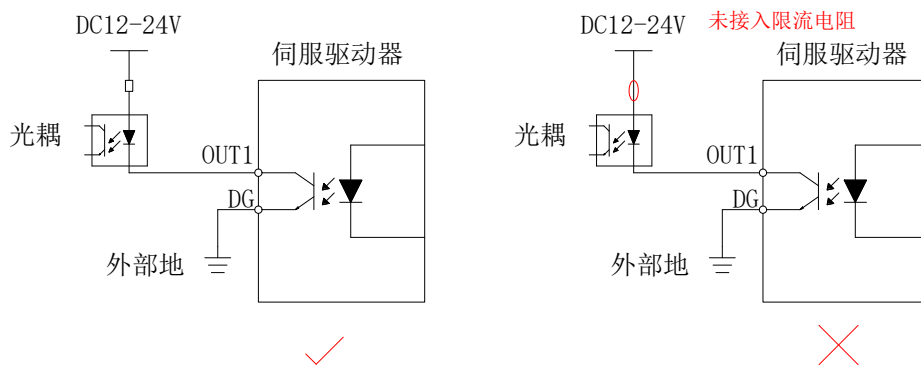 DC12-24V
伺服驱动器
光耦
OUT1
DG
外部地
DC12-24V
未接入限流电阻
伺服驱动器
光耦
OUT1
DG
外部地